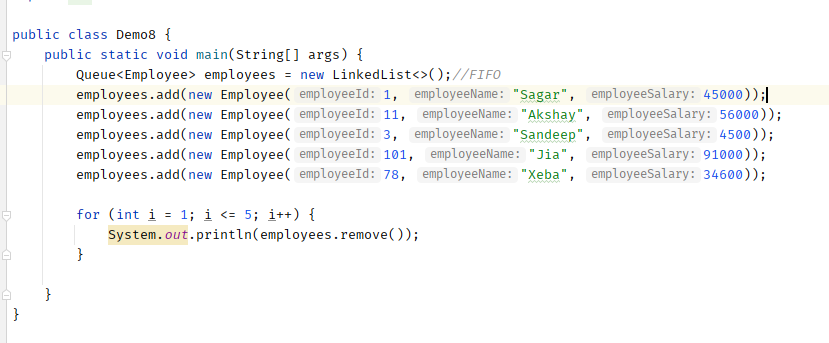 public class Demo8 {
public static void main(String[] args) {
Queue<Employee> employees = new LinkedList<>();//FIFO
employees.add(new Employee( employeeId: 1, employeeName: "Sagar", employeeSalary: 45000));
employees.add(new Employee( employeeId: 11, employeeName: "Akshay", employeeSalary: 56000));
employees.add(new Employee( employeeId: 3, employeeName: "Sandeep", employeeSalary: 4500));
employees.add(new Employee( employeeId: 101, employeeName: "Jia", employeeSalary: 91000));
employees.add(new Employee( employeeId: 78, employeeName: "Xeba", employeeSalary: 34600));
for (int i = 1; i <= 5; i++) {
System.out.println(employees.remove());
}
}
}